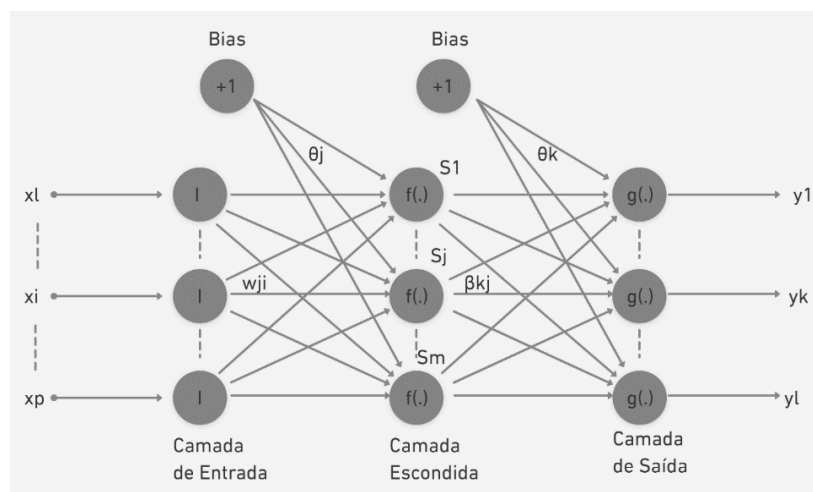 Bias
Bias
+1
+1
θj
θk
S1
xl
I
f(.)
g(.)
y1
Sj
xi
I
wji
f(.)
βkj
g(.)
yk
Sm
xp
I
f(.)
g(.)
yl
Camada
de Entrada
Camada
Escondida
Camada
de Saída